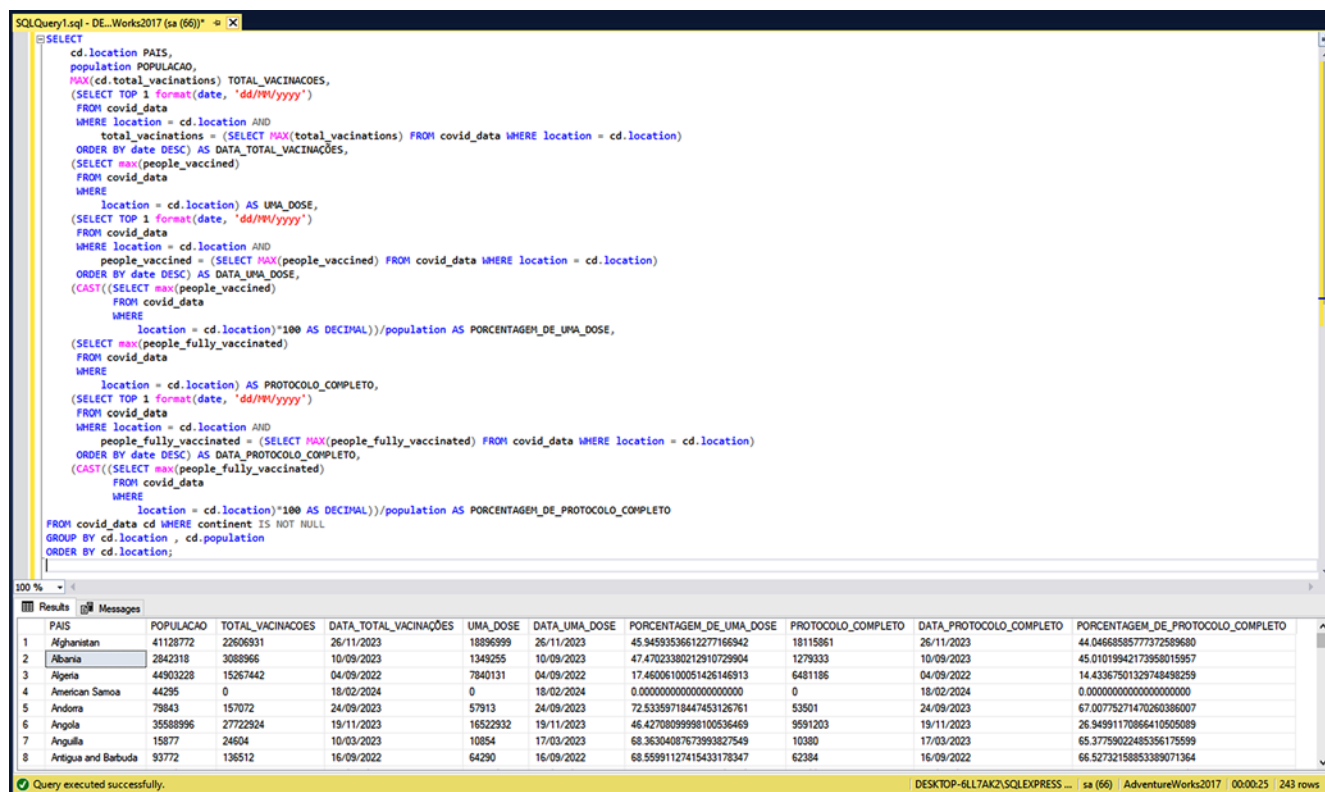 SQLQuery1.sql - DE...Works2017 (sa (66))*
SELECT
cd.location PAIS,
population POPULACAO,
MAX(cd.total_vacinations) TOTAL_VACINACOES,
(SELECT TOP 1 format(date, 'dd/MM/yyyy')
FROM covid_data
WHERE location = cd.location AND
total_vacinations = (SELECT MAX(total_vacinations) FROM covid_data WHERE location = cd.location)
ORDER BY date DESC) AS DATA_TOTAL_VACINAÇÕES,
(SELECT max(people_vaccined)
FROM covid_data
WHERE
location = cd.location) AS UMA_DOSE,
(SELECT TOP 1 format(date, 'dd/MM/yyyy')
FROM covid_data
WHERE location = cd.location AND
people_vaccined = (SELECT MAX(people_vaccined) FROM covid_data WHERE location = cd.location)
ORDER BY date DESC) AS DATA_UMA_DOSE,
(CAST((SELECT max(people_vaccined)
FROM covid_data
WHERE
location = cd.location)*100 AS DECIMAL))/population AS PORCENTAGEM_DE_UMA_DOSE,
(SELECT max(people_fully_vaccinated)
FROM covid_data
WHERE
location = cd.location) AS PROTOCOLO_COMPLETO,
(SELECT TOP 1 format(date, 'dd/MM/yyyy')
FROM covid_data
WHERE location = cd.location AND
people_fully_vaccinated = (SELECT MAX(people_fully_vaccinated) FROM covid_data WHERE location = cd.location)
ORDER BY date DESC) AS DATA_PROTOCOLO_COMPLETO,
(CAST((SELECT max(people_fully_vaccinated)
FROM covid_data
WHERE
location = cd.location)*100 AS DECIMAL))/population AS PORCENTAGEM_DE_PROTOCOLO_COMPLETO
FROM covid_data cd WHERE continent IS NOT NULL
GROUP BY cd.location , cd.population
ORDER BY cd.location;
100 %
Results Messages
PAIS POPULACAO TOTAL_VACINACOES DATA_TOTAL_VACINAÇÕES UMA_DOSE DATA_UMA_DOSE PORCENTAGEM_DE_UMA_DOSE PROTOCOLO_COMPLETO DATA_PROTOCOLO_COMPLETO PORCENTAGEM_DE_PROTOCOLO_COMPLETO
1 Afghanistan 41128772 22606931 26/11/2023 18896999 26/11/2023 45.94593536612277166942 18115861 26/11/2023 44.04668585777372589680
2 Albania 2842318 3088966 10/09/2023 1349255 10/09/2023 47.47023380212910729904 1279333 10/09/2023 45.01019942173958015957
3 Algeria 44903228 15267442 04/09/2022 7840131 04/09/2022 17.46006100051426146913 6481186 04/09/2022 14.43367501329748498259
4 American Samoa 44295 0 18/02/2024 0 18/02/2024 0.00000000000000000000 0 18/02/2024 0.00000000000000000000
5 Andorra 79843 157072 24/09/2023 57913 24/09/2023 72.53359718447453126761 53501 24/09/2023 67.00775271470260386007
6 Angola 35588996 27722924 19/11/2023 16522932 19/11/2023 46.42708099998100536469 9591203 19/11/2023 26.94991170866410505089
7 Anguilla 15877 24604 10/03/2023 10854 17/03/2023 68.36304087673993827549 10380 17/03/2023 65.37759022485356175599
8 Antigua and Barbuda 93772 136512 16/09/2022 64290 16/09/2022 68.55991127415433178347 62384 16/09/2022 66.52732158853389071364
Query executed successfully. DESKTOP-6LL7AK2\SQLEXPRESS ... sa (66) AdventureWorks2017 00:00:25 243 rows